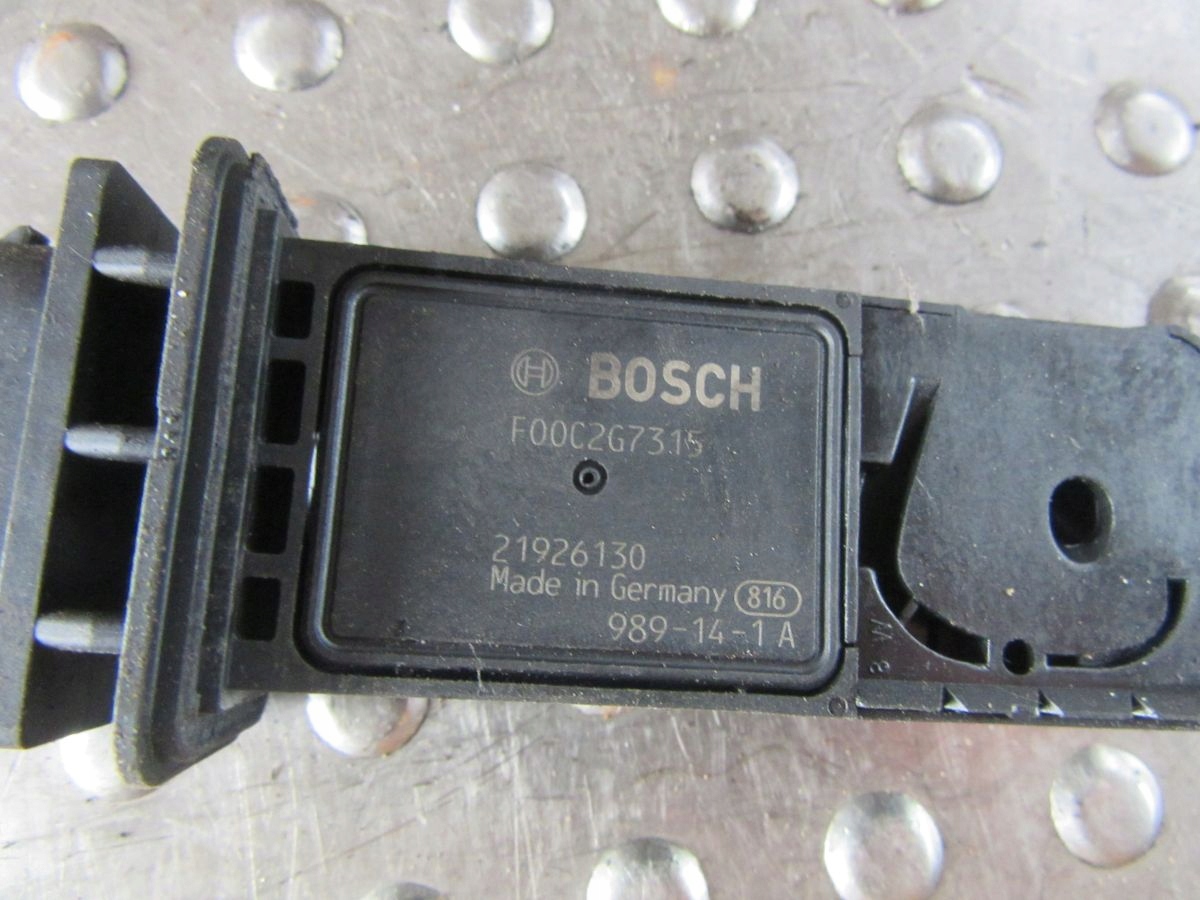 BOSCH
F00C2G7315
21926130
Made in Germany 816
989-14-1 A